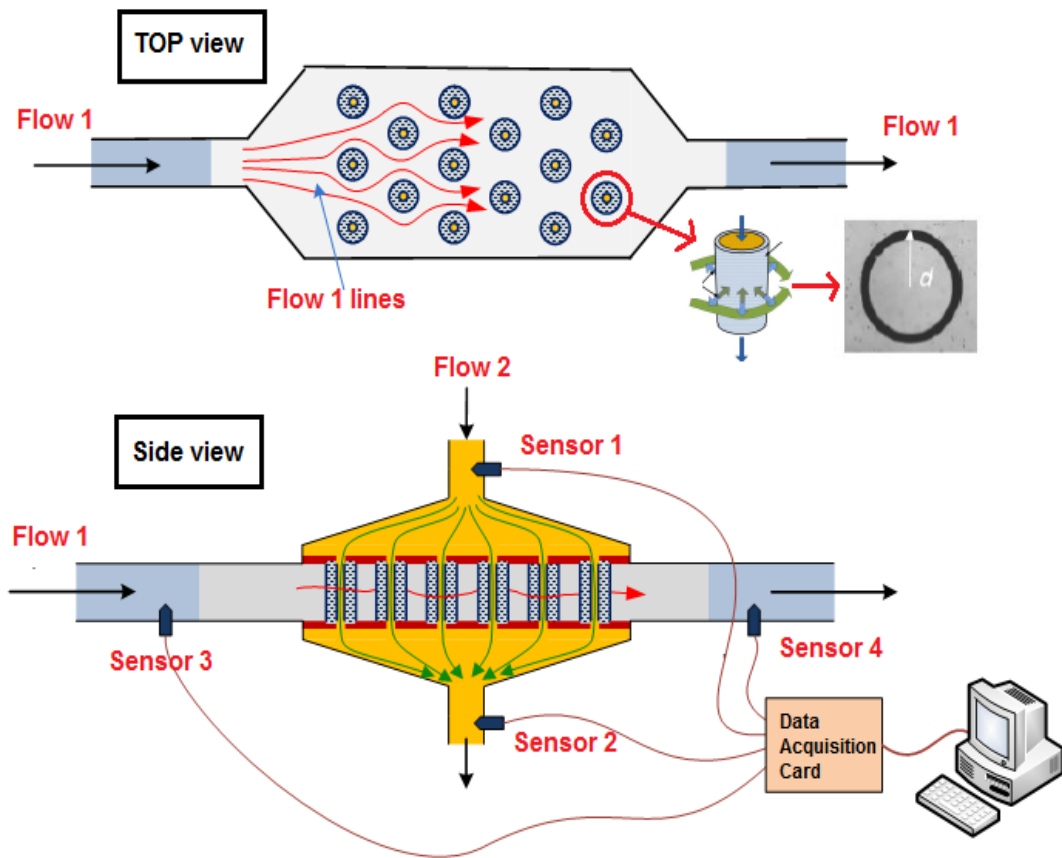 TOP view
Flow 1
Flow 1
Flow 1 lines
d
Flow 2
Side view
Sensor 1
Flow 1
Sensor 3
Sensor 4
Sensor 2
Data
Acquisition
Card